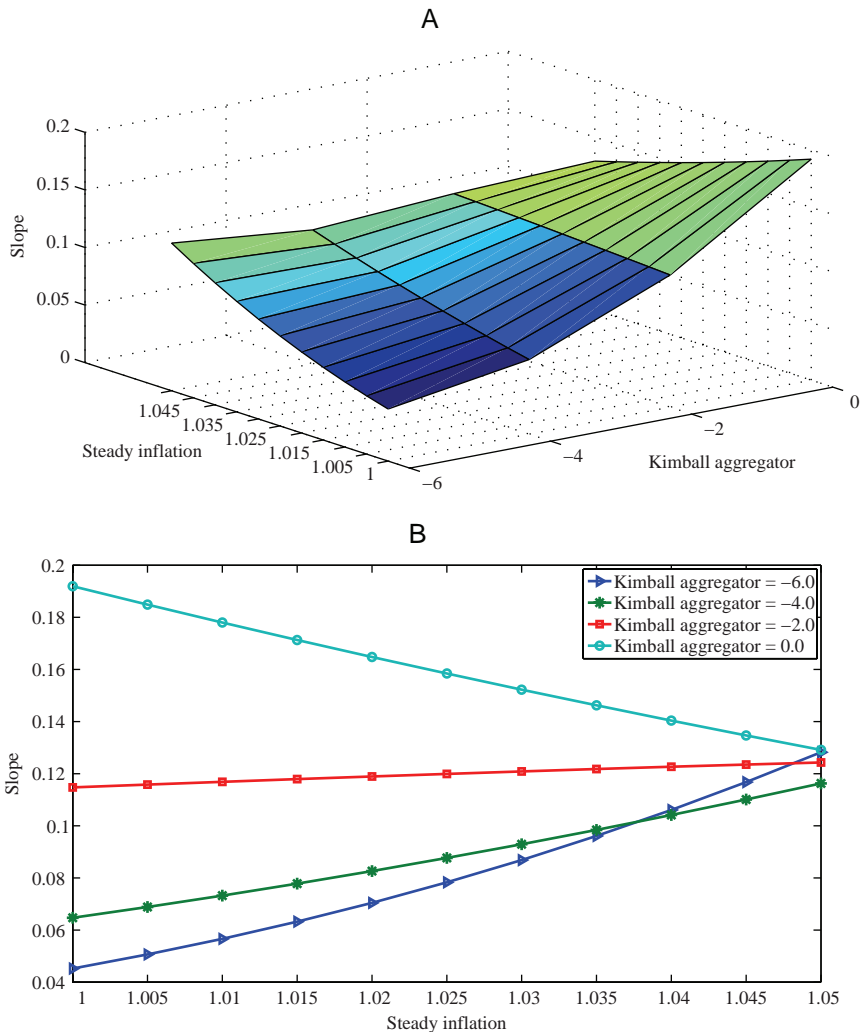 A
0.2
0.15
0.1
0.05
0
Slope
1.045
1.035
1.025
1.015
1.005
1
Steady inflation
−6
−4
−2
0
Kimball aggregator
B
0.2
0.18
0.16
0.14
0.12
0.1
0.08
0.06
0.04
Slope
Kimball aggregator = −6.0
Kimball aggregator = −4.0
Kimball aggregator = −2.0
Kimball aggregator = 0.0
1 1.005 1.01 1.015 1.02 1.025 1.03 1.035 1.04 1.045 1.05
Steady inflation